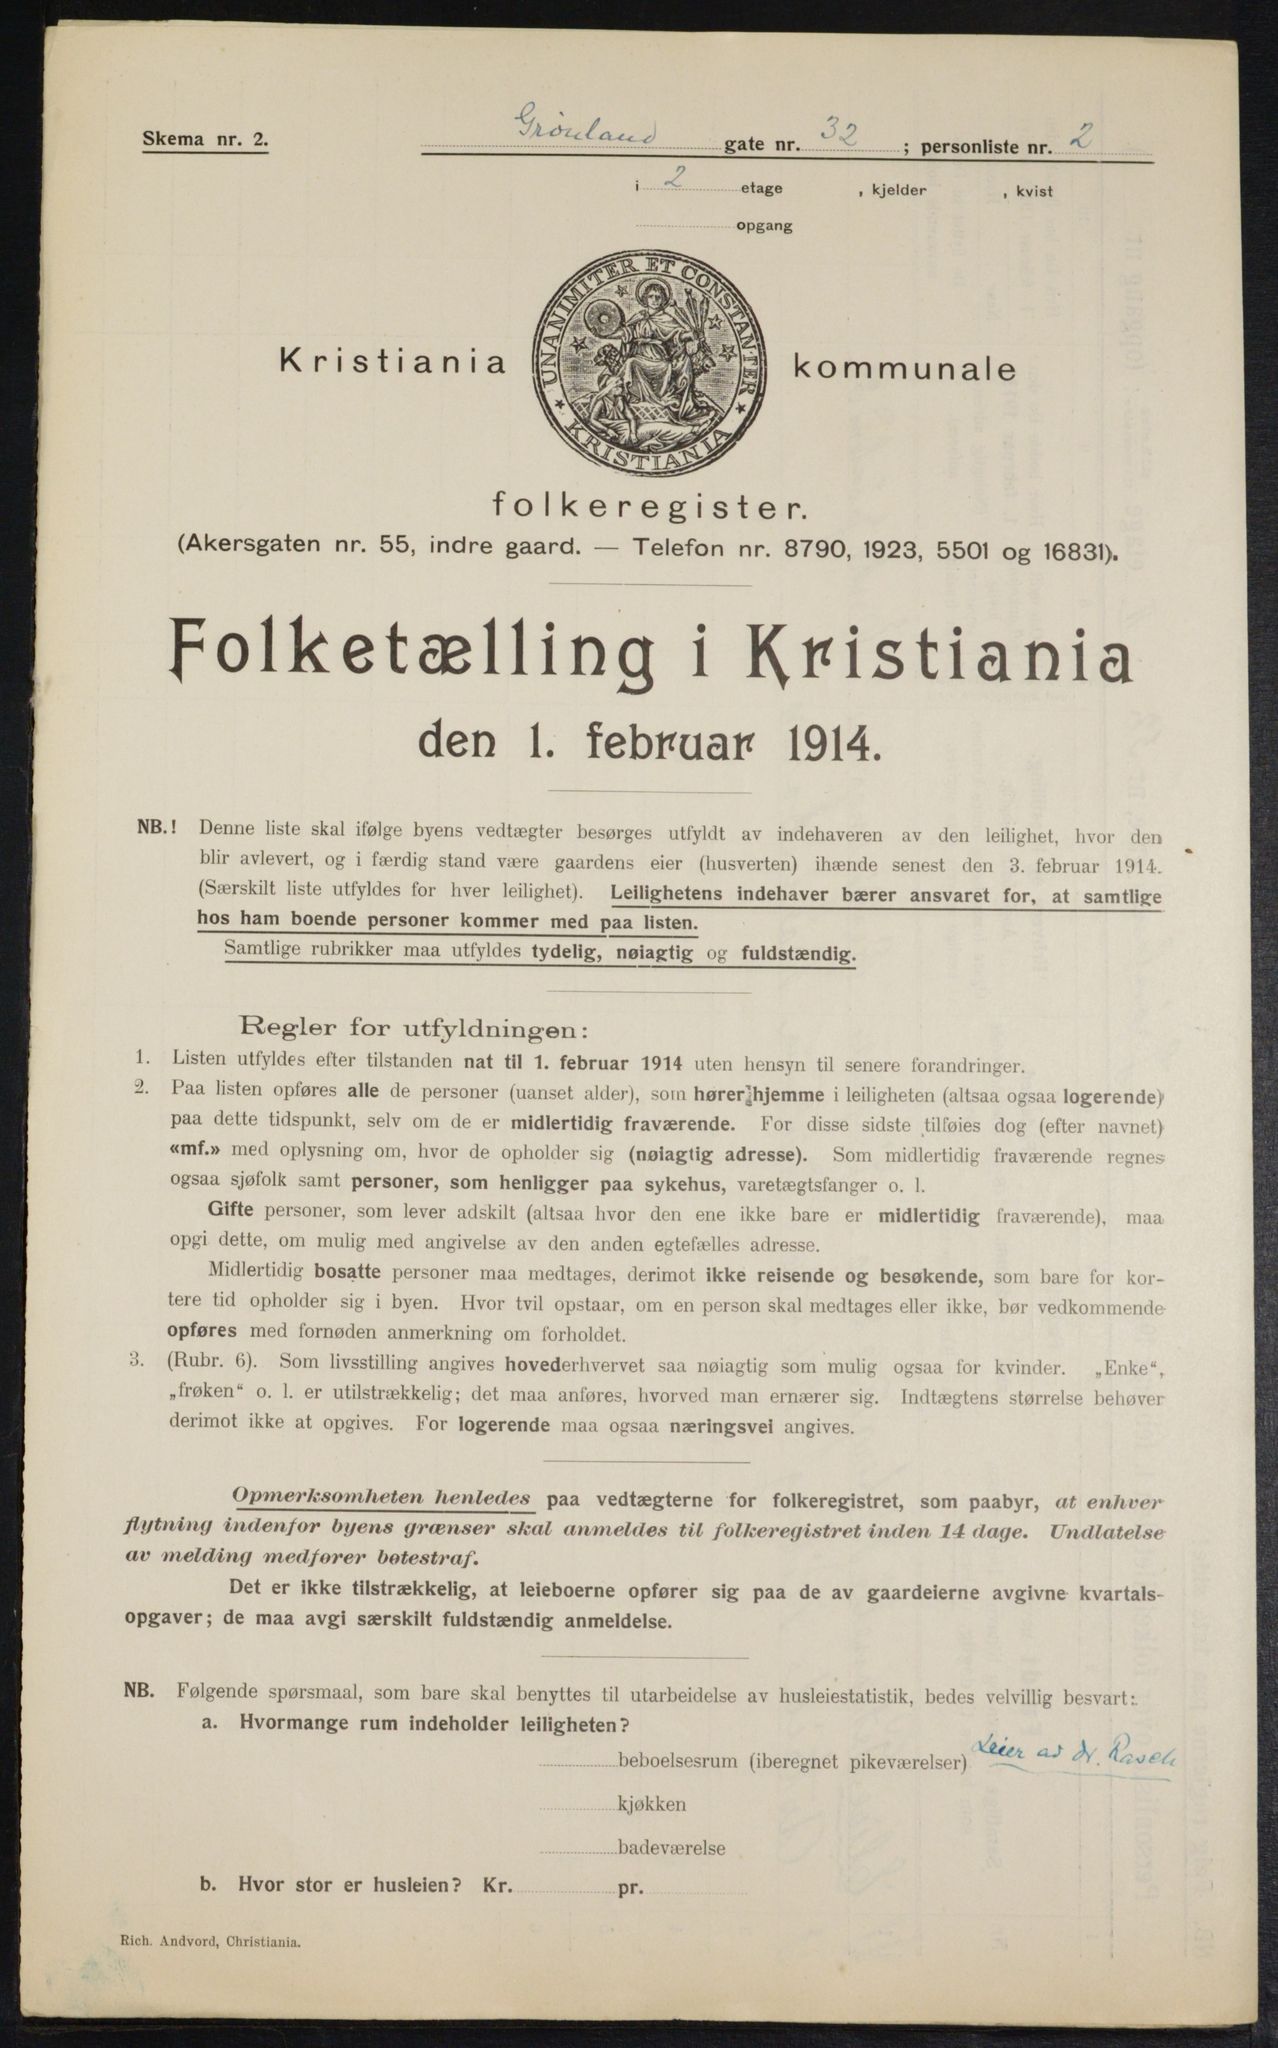 Skema nr. 2.
Grønland gate nr. 32 ; personliste nr. 2
i 2 etage , kjelder , kvist
opgang
UNANIMITER ET CONSTANTER
KRISTIANIA
Kristiania kommunale
folkeregister.
(Akersgaten nr. 55, indre gaard. — Telefon nr. 8790, 1923, 5501 og 16831).
Folketælling i Kristiania
den 1. februar 1914.
NB.! Denne liste skal ifølge byens vedtægter besørges utfyldt av indehaveren av den leilighet, hvor den
blir avlevert, og i færdig stand være gaardens eier (husverten) ihænde senest den 3. februar 1914.
(Særskilt liste utfyldes for hver leilighet). Leilighetens indehaver bærer ansvaret for, at samtlige
hos ham boende personer kommer med paa listen.
Samtlige rubrikker maa utfyldes tydelig, nøiagtig og fuldstændig.
Regler for utfyldningen:
1. Listen utfyldes efter tilstanden nat til 1. februar 1914 uten hensyn til senere forandringer.
2. Paa listen opføres alle de personer (uanset alder), som hører hjemme i leiligheten (altsaa ogsaa logerende)
paa dette tidspunkt, selv om de er midlertidig fraværende. For disse sidste tilføies dog (efter navnet)
«mf.» med oplysning om, hvor de opholder sig (nøiagtig adresse). Som midlertidig fraværende regnes
ogsaa sjøfolk samt personer, som henligger paa sykehus, varetægtsfanger o. l.
Gifte personer, som lever adskilt (altsaa hvor den ene ikke bare er midlertidig fraværende), maa
opgi dette, om mulig med angivelse av den anden egtefælles adresse.
Midlertidig bosatte personer maa medtages, derimot ikke reisende og besøkende, som bare for kor-
tere tid opholder sig i byen. Hvor tvil opstaar, om en person skal medtages eller ikke, bør vedkommende
opføres med fornøden anmerkning om forholdet.
3. (Rubr. 6). Som livsstilling angives hovederhvervet saa nøiagtig som mulig ogsaa for kvinder. „Enke“,
„frøken“ o. l. er utilstrækkelig; det maa anføres, hvorved man ernærer sig. Indtægtens størrelse behøver
derimot ikke at opgives. For logerende maa ogsaa næringsvei angives.
Opmerksomheten henledes paa vedtægterne for folkeregistret, som paabyr, at enhver
flytning indenfor byens grænser skal anmeldes til folkeregistret inden 14 dage. Undlatelse
av melding medfører bøtestraf.
Det er ikke tilstrækkelig, at leieboerne opfører sig paa de av gaardeierne avgivne kvartals-
opgaver; de maa avgi særskilt fuldstændig anmeldelse.
NB. Følgende spørsmaal, som bare skal benyttes til utarbeidelse av husleiestatistik, bedes velvillig besvart:
a. Hvormange rum indeholder leiligheten?
beboelsesrum (iberegnet pikeværelser) Leier av dr. Rasch
kjøkken
badeværelse
b. Hvor stor er husleien? Kr. pr.
Rich. Andvord, Christiania.